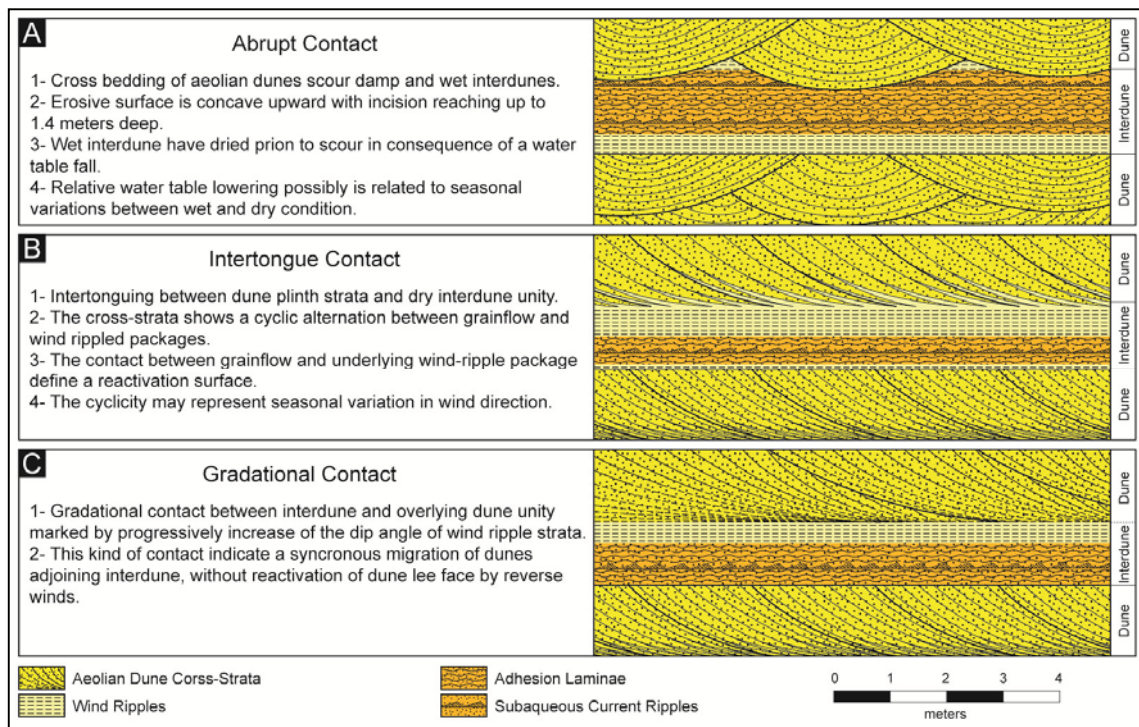 A
Abrupt Contact
1- Cross bedding of aeolian dunes scour damp and wet interdunes.
2- Erosive surface is concave upward with incision reaching up to
1.4 meters deep.
3- Wet interdune have dried prion to scour in consequence of a water
table fall.
4- Relative water table lowering possibly is related to seasonal
variations between wet and dry condition.
Dune
Interdune
Dune
B
Intertongue Contact
1- Intertonguing between dune plinth strata and dry interdune unity.
2- The cross-strata shows a cyclic alternation between grainflow and
wind rippled packages.
3- The contact between grainflow and underlying wind-ripple package
define a reactivation surface.
4- The cyclicity may represent seasonal variation in wind direction.
Dune
Interdune
Dune
C
Gradational Contact
1- Gradational contact between interdune and overlying dune unity
marked by progressively increase of the dip angle of wind ripple strata.
2- This kind of contact indicate a syncronous migration of dunes
adjoining interdune, without reactivation of dune lee face by reverse
winds.
Dune
Interdune
Dune
Aeolian Dune Corss-Strata
Wind Ripples
Adhesion Laminae
Subaqueous Current Ripples
0 1 2 3 4
meters